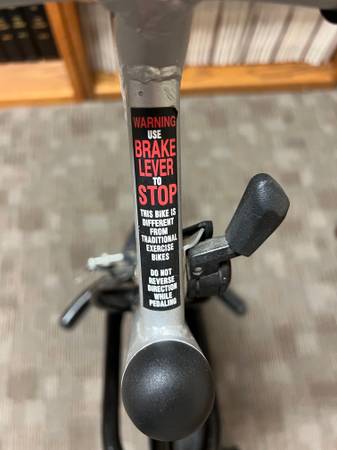 WARNING
USE
BRAKE
LEVER
TO
STOP
THIS BIKE IS
DIFFERENT
FROM
TRADITIONAL
EXERCISE
BIKES
DO NOT
REVERSE
DIRECTION
WHILE
PEDALING